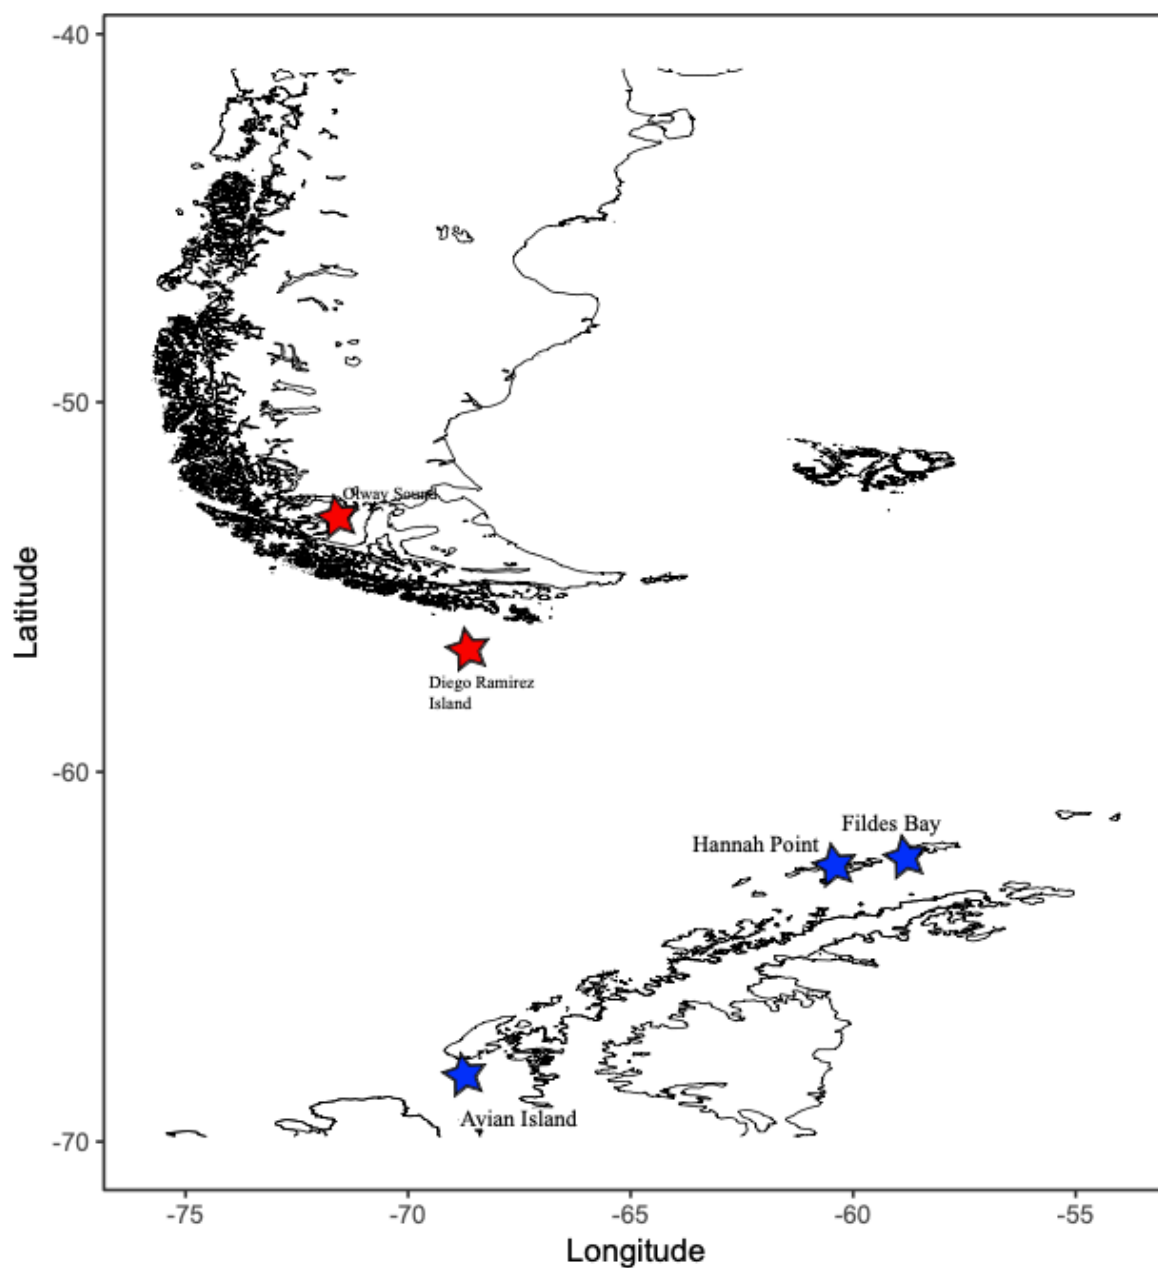 -40
-50
Olway Sound
Latitude
Diego Ramirez
Island
-60
Fildes Bay
Hannah Point
Avian Island
-70
-75
-70
-65
-60
-55
Longitude